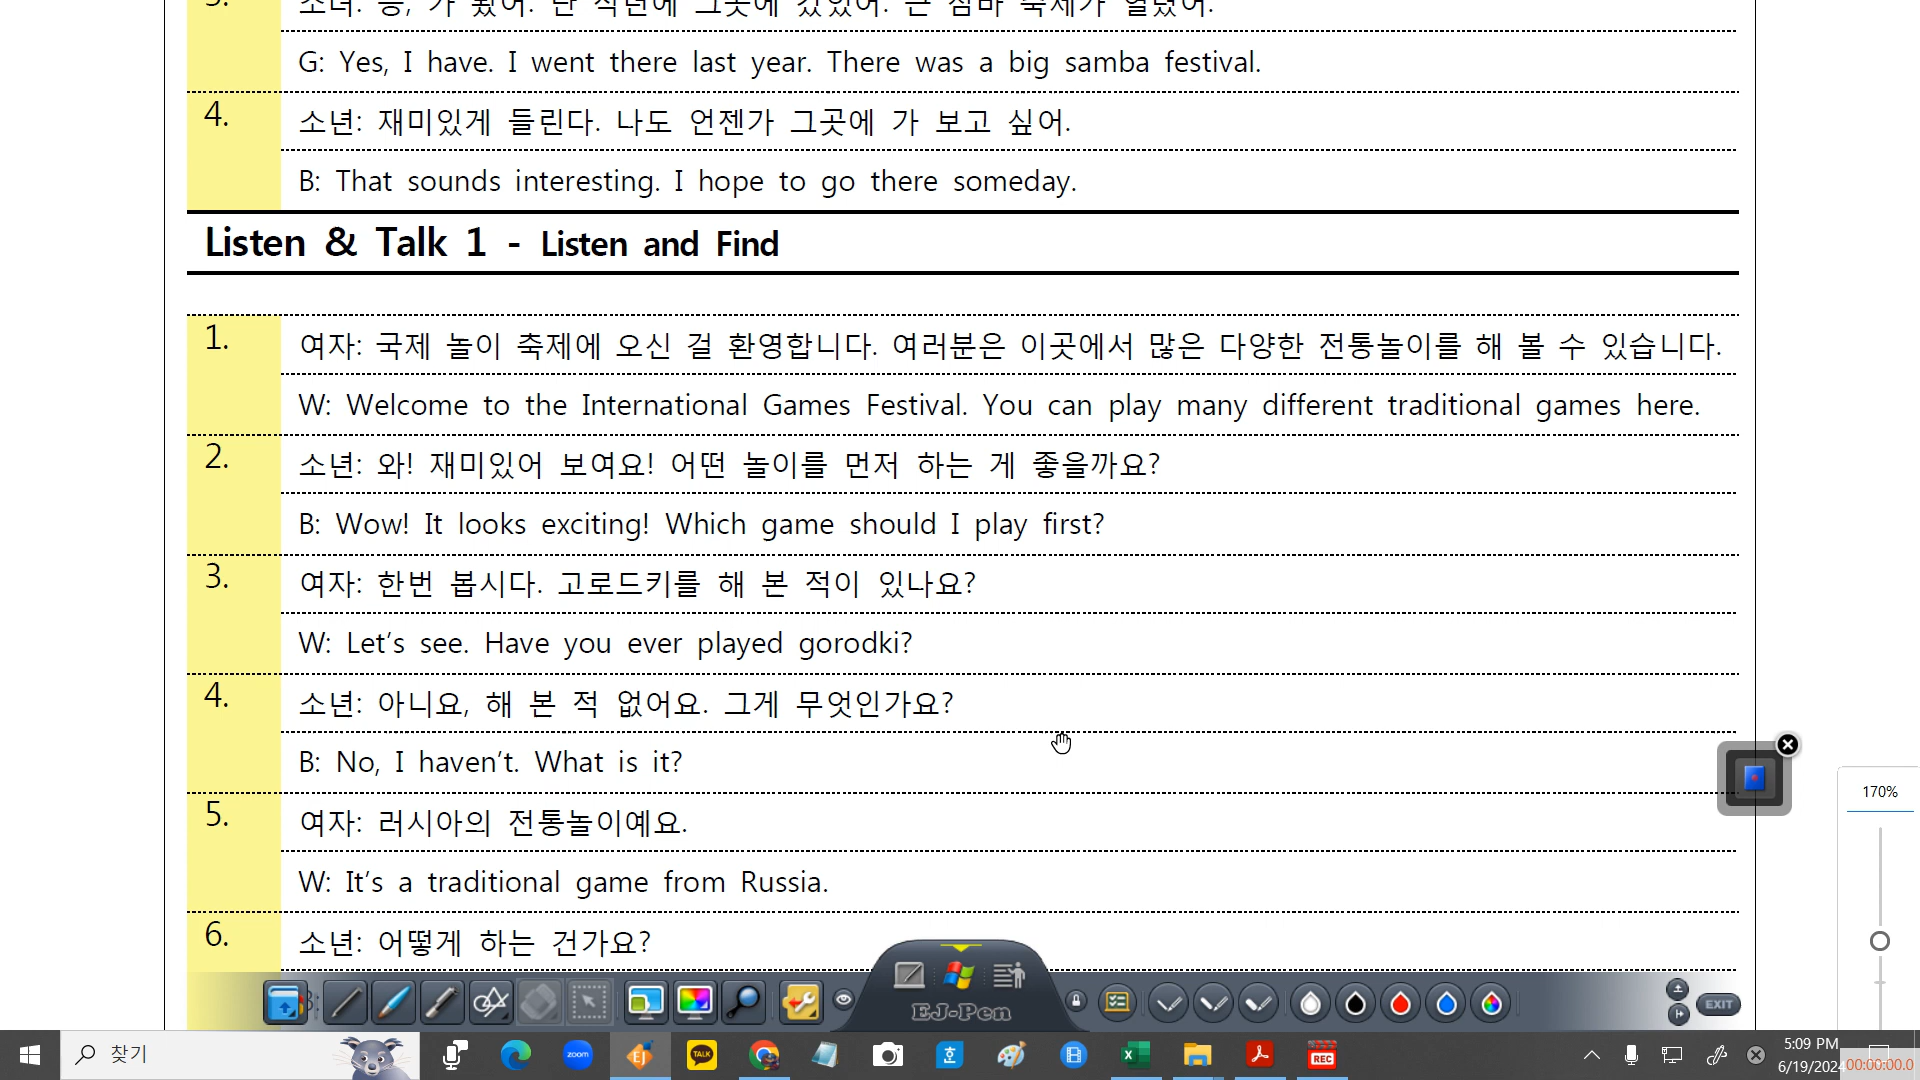 G: Yes, I have. I went there last year. There was a big samba festival.
4.
소년: 재미있게 들린다. 나도 언젠가 그곳에 가 보고 싶어.
B: That sounds interesting. I hope to go there someday.
Listen & Talk 1 - Listen and Find
1.
여자: 국제 놀이 축제에 오신 걸 환영합니다. 여러분은 이곳에서 많은 다양한 전통놀이를 해 볼 수 있습니다.
W: Welcome to the International Games Festival. You can play many different traditional games here.
2.
소년: 와! 재미있어 보여요! 어떤 놀이를 먼저 하는 게 좋을까요?
B: Wow! It looks exciting! Which game should I play first?
3.
여자: 한번 봅시다. 고로드키를 해 본 적이 있나요?
W: Let's see. Have you ever played gorodki?
4.
소년: 아니요, 해 본 적 없어요. 그게 무엇인가요?
B: No, I haven't. What is it?
170%
5.
여자: 러시아의 전통놀이예요.
W: It's a traditional game from Russia.
6.
소년: 어떻게 하는 건가요?
EJ-Pen
EXIT
찾기
zoom
EJ
TALK
REC
5:09 PM
6/19/2024
00:00:00.0